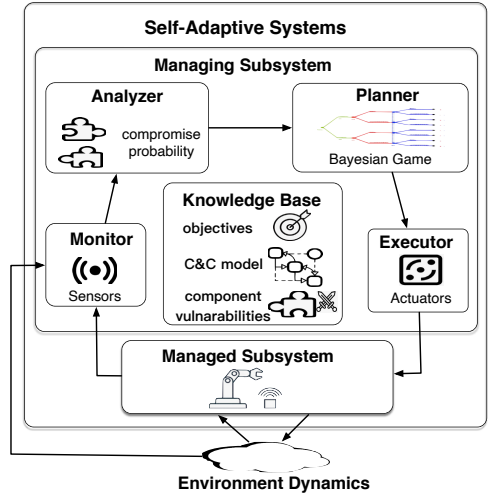 Self-Adaptive Systems
Managing Subsystem
Analyzer
compromise
probability
Planner
Bayesian Game
Knowledge Base
objectives
C&C model
component
vulnarabilities
Monitor
Sensors
Executor
Actuators
Managed Subsystem
Environment Dynamics